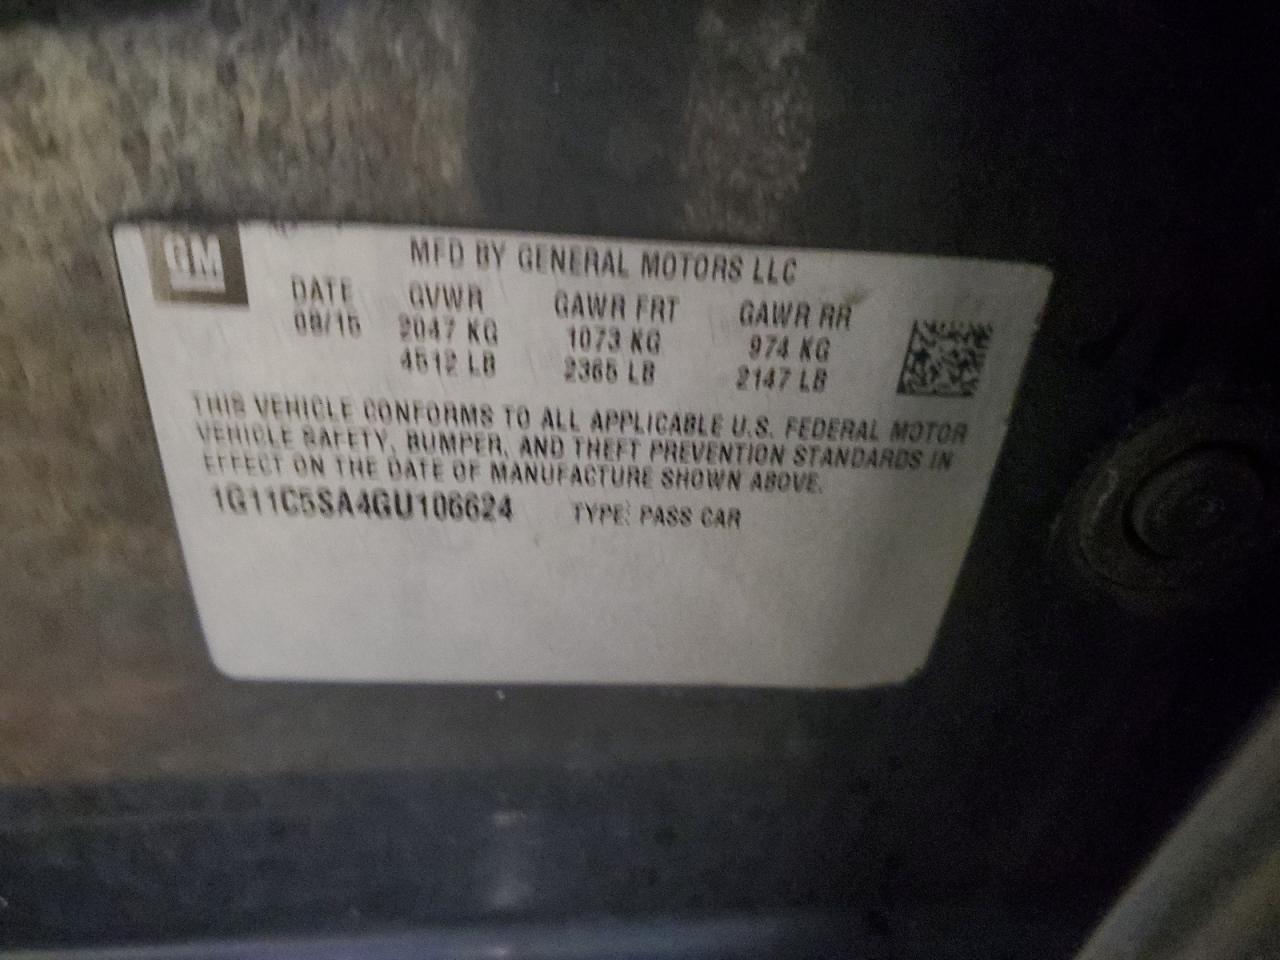 GM
MFD BY GENERAL MOTORS LLC
DATE GVWR GAWR FRT GAWR RR
09/15 2047 KG 1073 KG 974 KG
4512 LB 2365 LB 2147 LB
THIS VEHICLE CONFORMS TO ALL APPLICABLE U.S. FEDERAL MOTOR
VEHICLE SAFETY, BUMPER, AND THEFT PREVENTION STANDARDS IN
EFFECT ON THE DATE OF MANUFACTURE SHOWN ABOVE.
1G11C5SA4GU106624 TYPE: PASS CAR